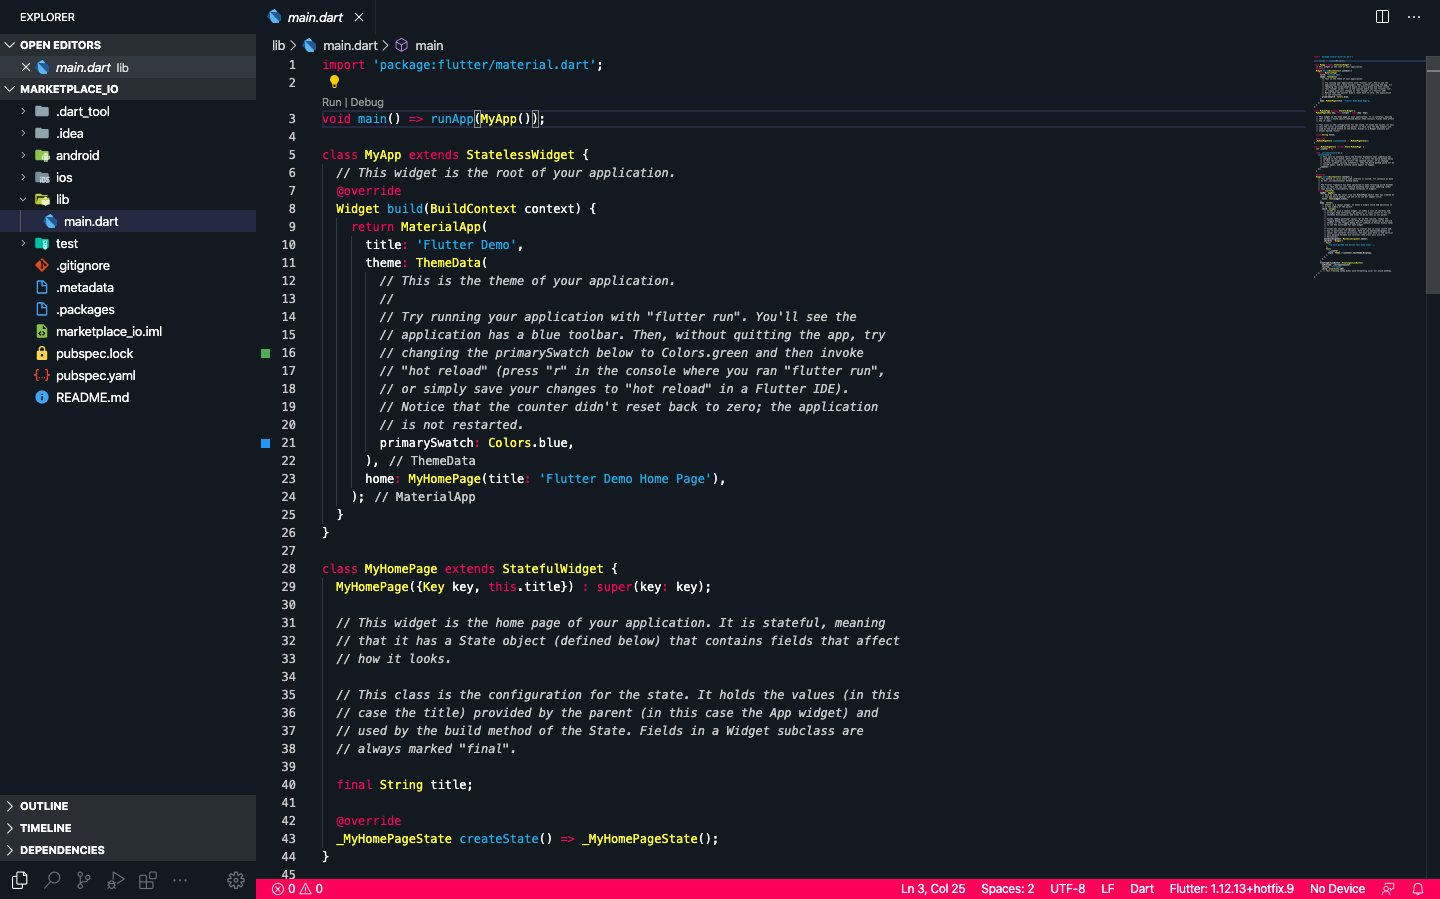 EXPLORER
OPEN EDITORS
main.dart lib
MARKETPLACE_IO
.dart_tool
.idea
android
ios
lib
main.dart
test
.gitignore
.metadata
.packages
marketplace_io.iml
pubspec.lock
pubspec.yaml
README.md
OUTLINE
TIMELINE
DEPENDENCIES
main.dart
lib > main.dart > main
1 import 'package:flutter/material.dart';
2
Run | Debug
3 void main() => runApp(MyApp());
4
5 class MyApp extends StatelessWidget {
6 // This widget is the root of your application.
7 @override
8 Widget build(BuildContext context) {
9 return MaterialApp(
10 title: 'Flutter Demo',
11 theme: ThemeData(
12 // This is the theme of your application.
13 //
14 // Try running your application with "flutter run". You'll see the
15 // application has a blue toolbar. Then, without quitting the app, try
16 // changing the primarySwatch below to Colors.green and then invoke
17 // "hot reload" (press "r" in the console where you ran "flutter run",
18 // or simply save your changes to "hot reload" in a Flutter IDE).
19 // Notice that the counter didn't reset back to zero; the application
20 // is not restarted.
21 primarySwatch: Colors.blue,
22 ), // ThemeData
23 home: MyHomePage(title: 'Flutter Demo Home Page'),
24 ); // MaterialApp
25 }
26 }
27
28 class MyHomePage extends StatefulWidget {
29 MyHomePage({Key key, this.title}) : super(key: key);
30
31 // This widget is the home page of your application. It is stateful, meaning
32 // that it has a State object (defined below) that contains fields that affect
33 // how it looks.
34
35 // This class is the configuration for the state. It holds the values (in this
36 // case the title) provided by the parent (in this case the App widget) and
37 // used by the build method of the State. Fields in a Widget subclass are
38 // always marked "final".
39
40 final String title;
41
42 @override
43 _MyHomePageState createState() => _MyHomePageState();
44 }
45
0 0
Ln 3, Col 25 Spaces: 2 UTF-8 LF Dart Flutter: 1.12.13+hotfix.9 No Device